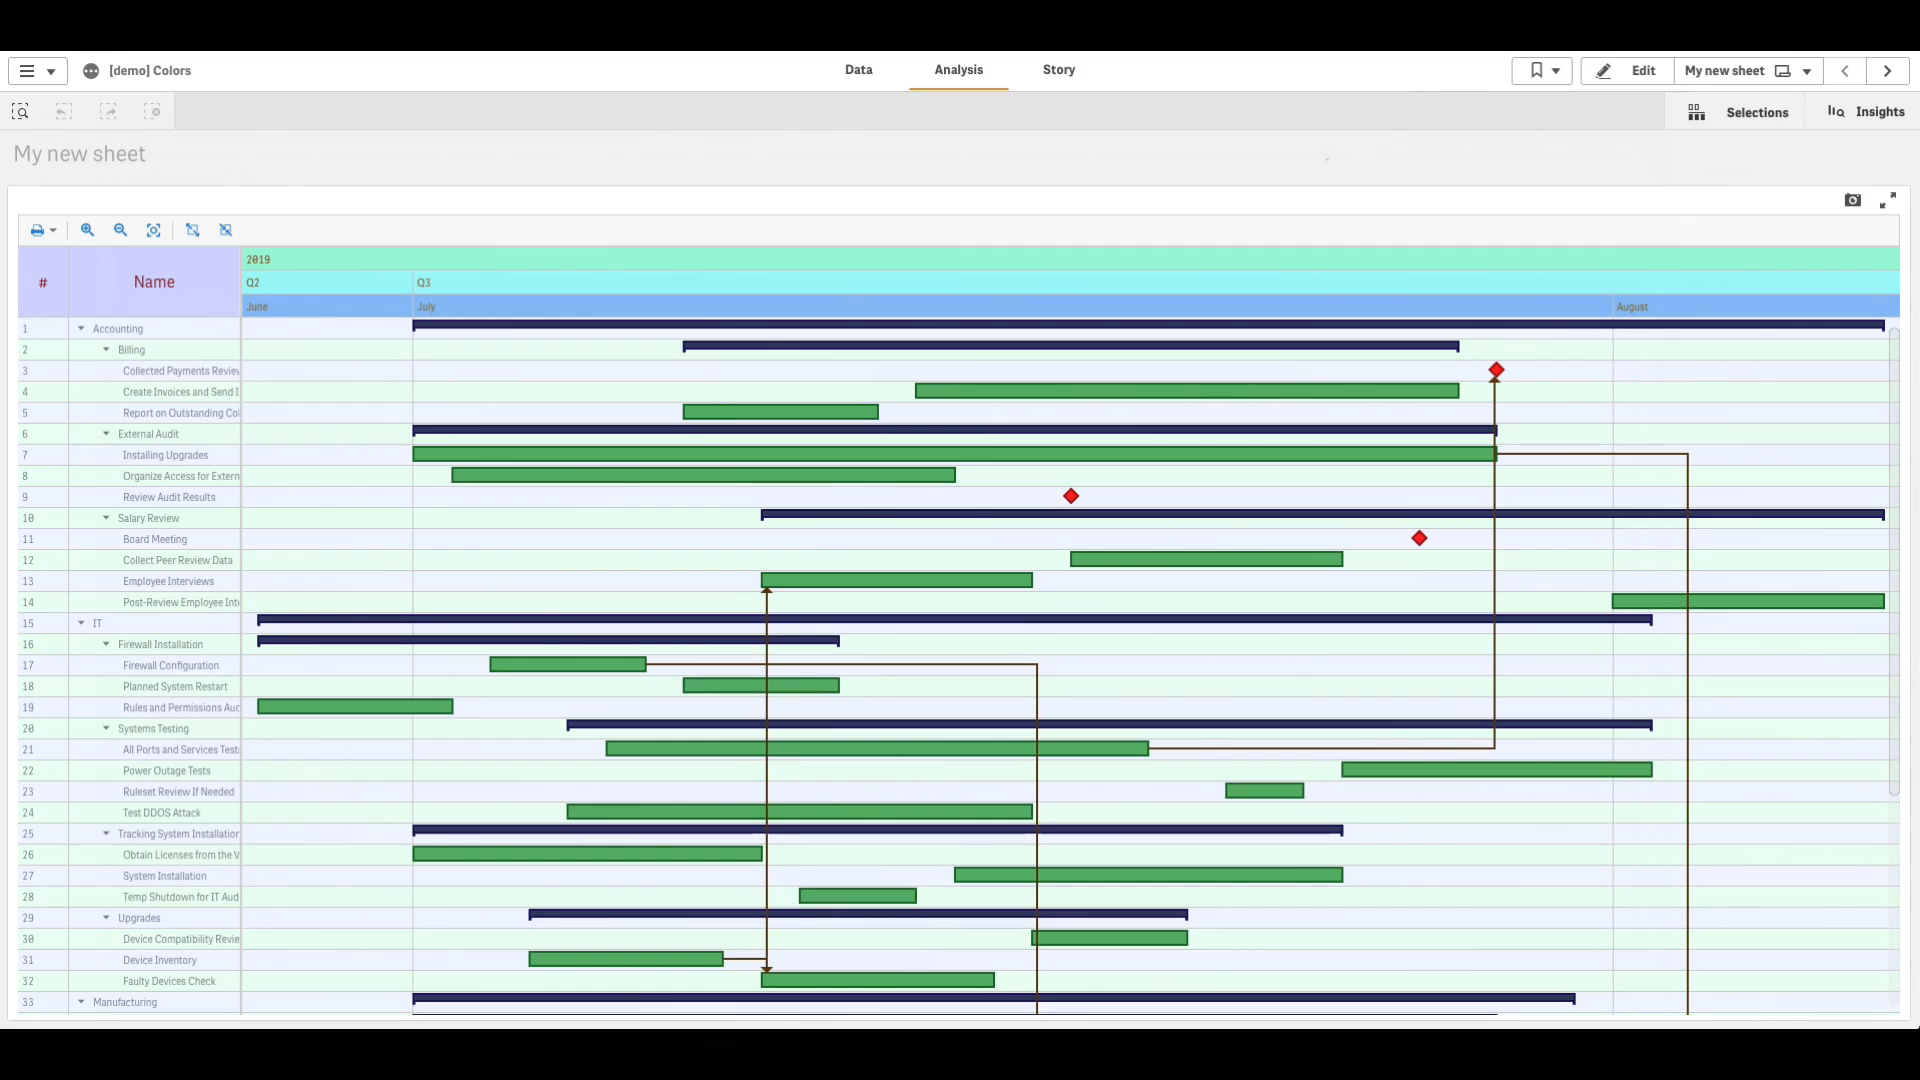 [demo] Colors
Data
Analysis
Story
Edit
My new sheet
Selections
Insights
My new sheet
#
Name
2019
Q2
Q3
June
July
August
1 Accounting
2 Billing
3 Collected Payments Review
4 Create Invoices and Send I
5 Report on Outstanding Col
6 External Audit
7 Installing Upgrades
8 Organize Access for Extern
9 Review Audit Results
10 Salary Review
11 Board Meeting
12 Collect Peer Review Data
13 Employee Interviews
14 Post-Review Employee Inte
15 IT
16 Firewall Installation
17 Firewall Configuration
18 Planned System Restart
19 Rules and Permissions Aud
20 Systems Testing
21 All Ports and Services Tests
22 Power Outage Tests
23 Ruleset Review If Needed
24 Test DDOS Attack
25 Tracking System Installation
26 Obtain Licenses from the V
27 System Installation
28 Temp Shutdown for IT Aud
29 Upgrades
30 Device Compatibility Revie
31 Device Inventory
32 Faulty Devices Check
33 Manufacturing